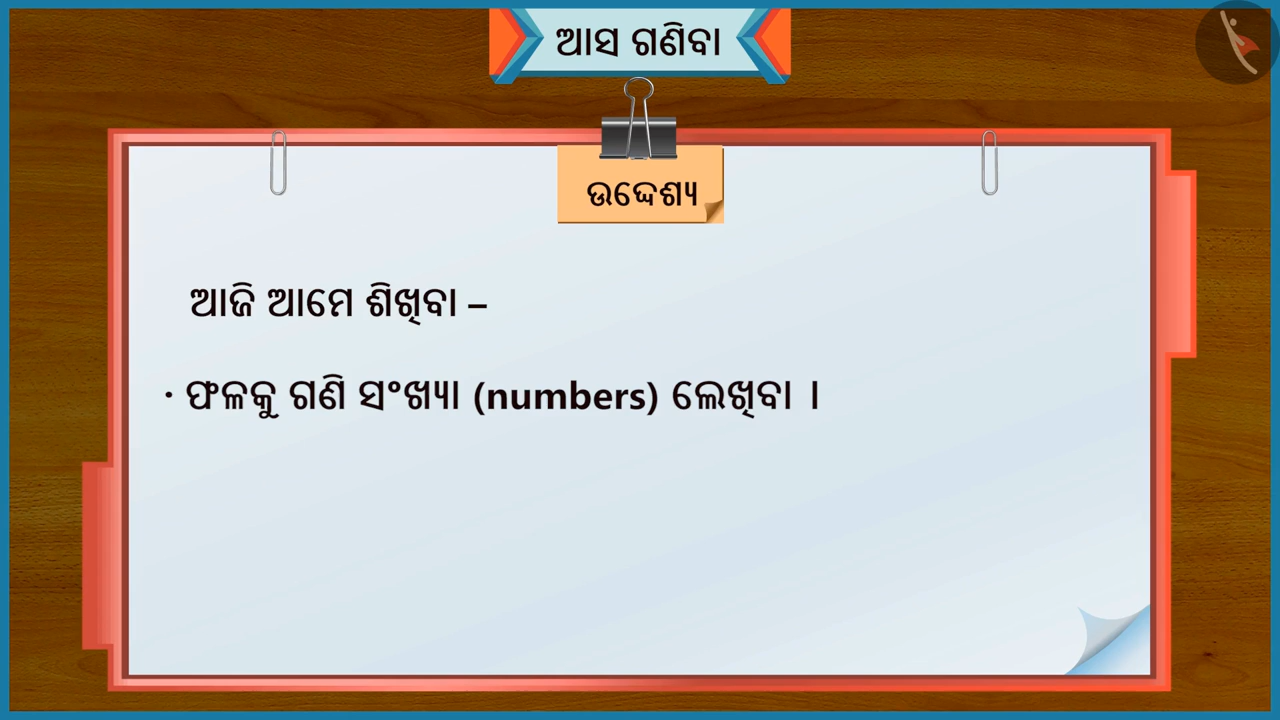 ଆସ ଗଣିବା
ଉଦ୍ଦେଶ୍ୟ
ଆଜି ଆମେ ଶିଖିବା –
· ଫଳକୁ ଗଣି ସଂଖ୍ୟା (numbers) ଲେଖିବା ।